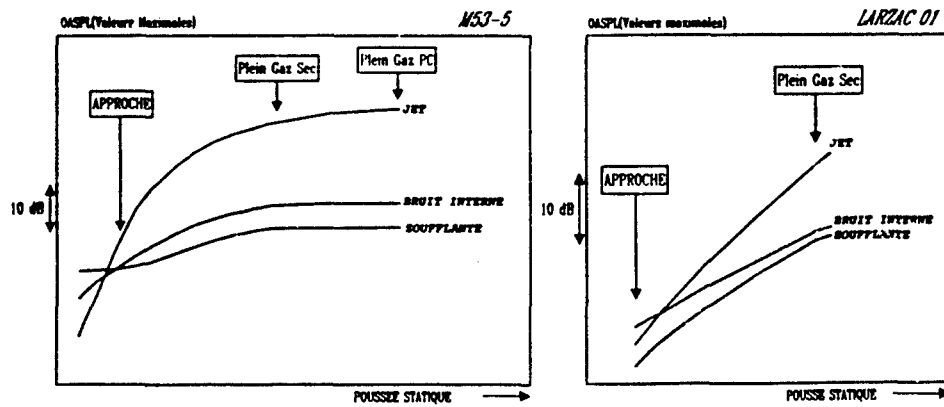 OASPL(Valeurs Maximales)
M53-5
Plein Gaz Sec
Plein Gaz PC
APPROCHE
JET
10 dB
BRUIT INTERNE
SOUFFLANTE
POUSSEE STATIQUE
OASPL(Valeurs maximales)
LARZAC 01
Plein Gaz Sec
JET
APPROCHE
10 dB
BRUIT INTERNE
SOUFFLANTE
POUSSE STATIQUE